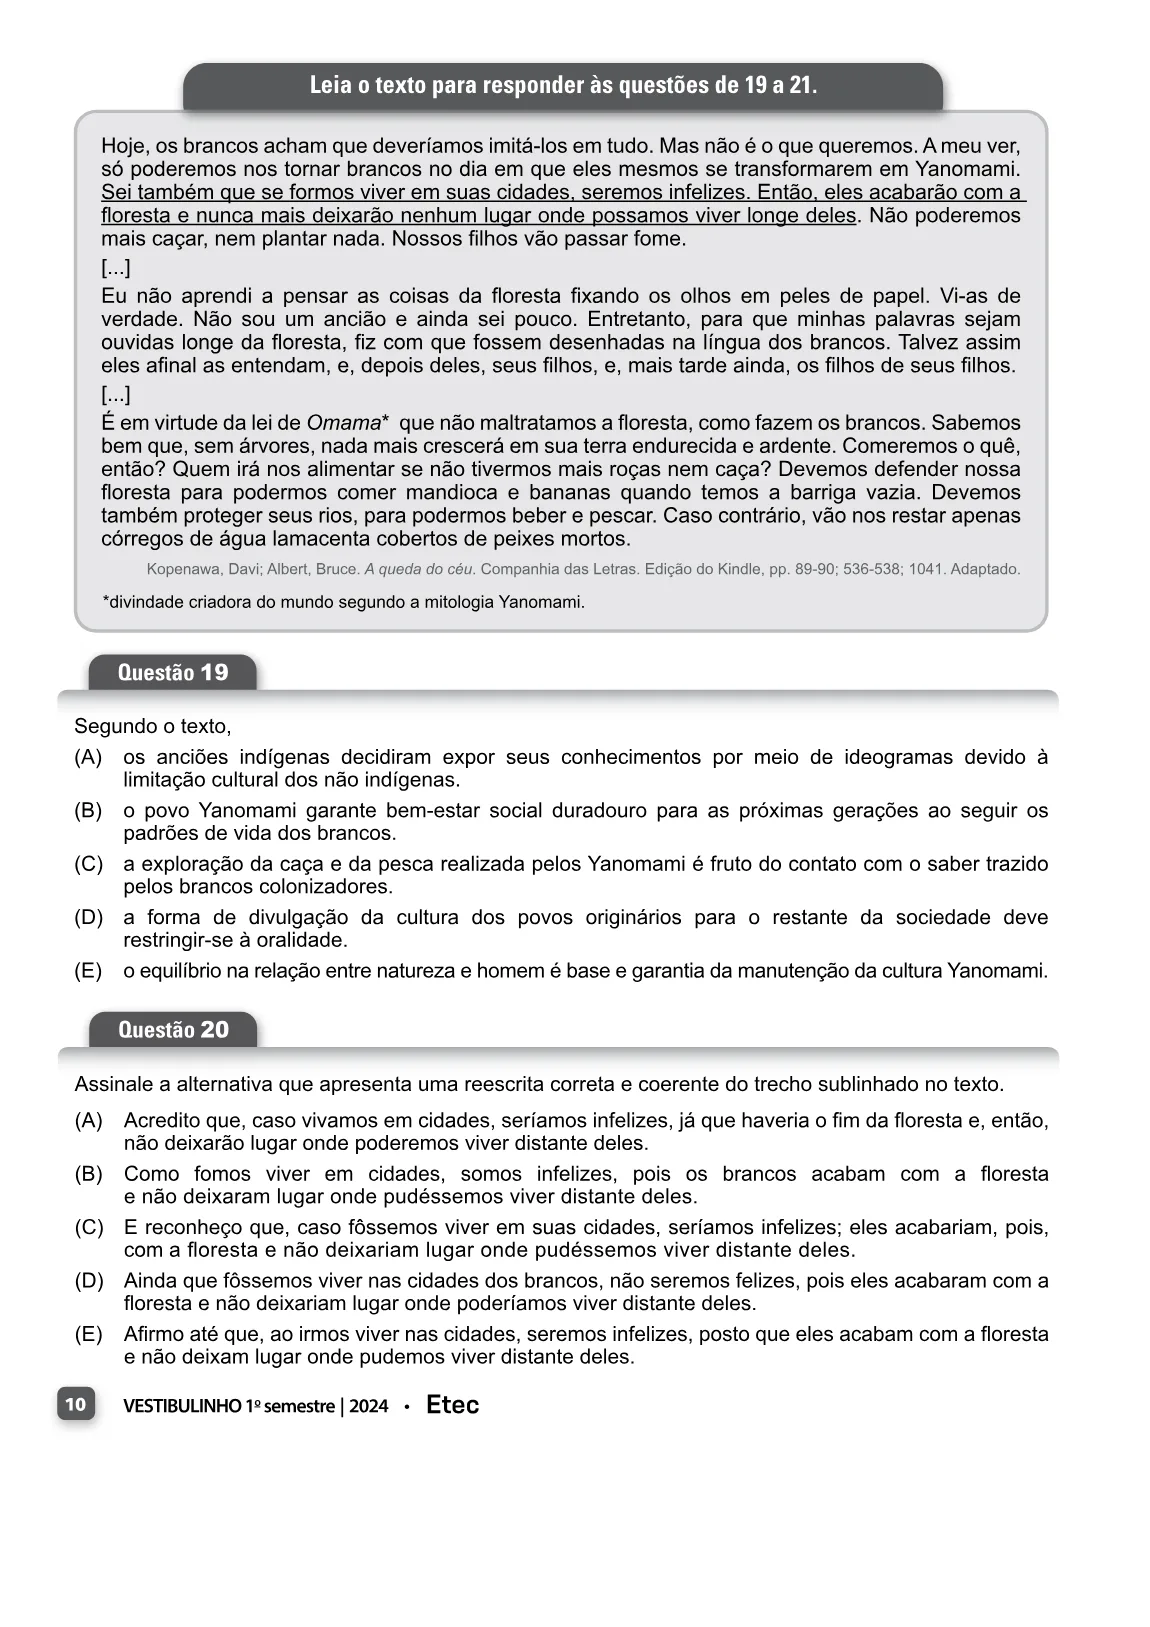 Leia o texto para responder às questões de 19 a 21.
Hoje, os brancos acham que deveríamos imitá-los em tudo. Mas não é o que queremos. A meu ver,
só poderemos nos tornar brancos no dia em que eles mesmos se transformarem em Yanomami.
Sei também que se formos viver em suas cidades, seremos infelizes. Então, eles acabarão com a
floresta e nunca mais deixarão nenhum lugar onde possamos viver longe deles. Não poderemos
mais caçar, nem plantar nada. Nossos filhos vão passar fome.
[...]
Eu não aprendi a pensar as coisas da floresta fixando os olhos em peles de papel. Vi-as de
verdade. Não sou um ancião e ainda sei pouco. Entretanto, para que minhas palavras sejam
ouvidas longe da floresta, fiz com que fossem desenhadas na língua dos brancos. Talvez assim
eles afinal as entendam, e, depois deles, seus filhos, e, mais tarde ainda, os filhos de seus filhos.
[...]
É em virtude da lei de Omama* que não maltratamos a floresta, como fazem os brancos. Sabemos
bem que, sem árvores, nada mais crescerá em sua terra endurecida e ardente. Comeremos o quê,
então? Quem irá nos alimentar se não tivermos mais roças nem caça? Devemos defender nossa
floresta para podermos comer mandioca e bananas quando temos a barriga vazia. Devemos
também proteger seus rios, para podermos beber e pescar. Caso contrário, vão nos restar apenas
córregos de água lamacenta cobertos de peixes mortos.
Kopenawa, Davi; Albert, Bruce. A queda do céu. Companhia das Letras. Edição do Kindle, pp. 89-90; 536-538; 1041. Adaptado.
*divindade criadora do mundo segundo a mitologia Yanomami.
Questão 19
Segundo o texto,
(A) os anciões indígenas decidiram expor seus conhecimentos por meio de ideogramas devido à
limitação cultural dos não indígenas.
(B) o povo Yanomami garante bem-estar social duradouro para as próximas gerações ao seguir os
padrões de vida dos brancos.
(C) a exploração da caça e da pesca realizada pelos Yanomami é fruto do contato com o saber trazido
pelos brancos colonizadores.
(D) a forma de divulgação da cultura dos povos originários para o restante da sociedade deve
restringir-se à oralidade.
(E) o equilíbrio na relação entre natureza e homem é base e garantia da manutenção da cultura Yanomami.
Questão 20
Assinale a alternativa que apresenta uma reescrita correta e coerente do trecho sublinhado no texto.
(A) Acredito que, caso vivamos em cidades, seríamos infelizes, já que haveria o fim da floresta e, então,
não deixarão lugar onde poderemos viver distante deles.
(B) Como fomos viver em cidades, somos infelizes, pois os brancos acabam com a floresta
e não deixaram lugar onde pudéssemos viver distante deles.
(C) E reconheço que, caso fôssemos viver em suas cidades, seríamos infelizes; eles acabariam, pois,
com a floresta e não deixariam lugar onde pudéssemos viver distante deles.
(D) Ainda que fôssemos viver nas cidades dos brancos, não seremos felizes, pois eles acabaram com a
floresta e não deixariam lugar onde poderíamos viver distante deles.
(E) Afirmo até que, ao irmos viver nas cidades, seremos infelizes, posto que eles acabam com a floresta
e não deixam lugar onde pudemos viver distante deles.
10 VESTIBULINHO 1º semestre | 2024 • Etec